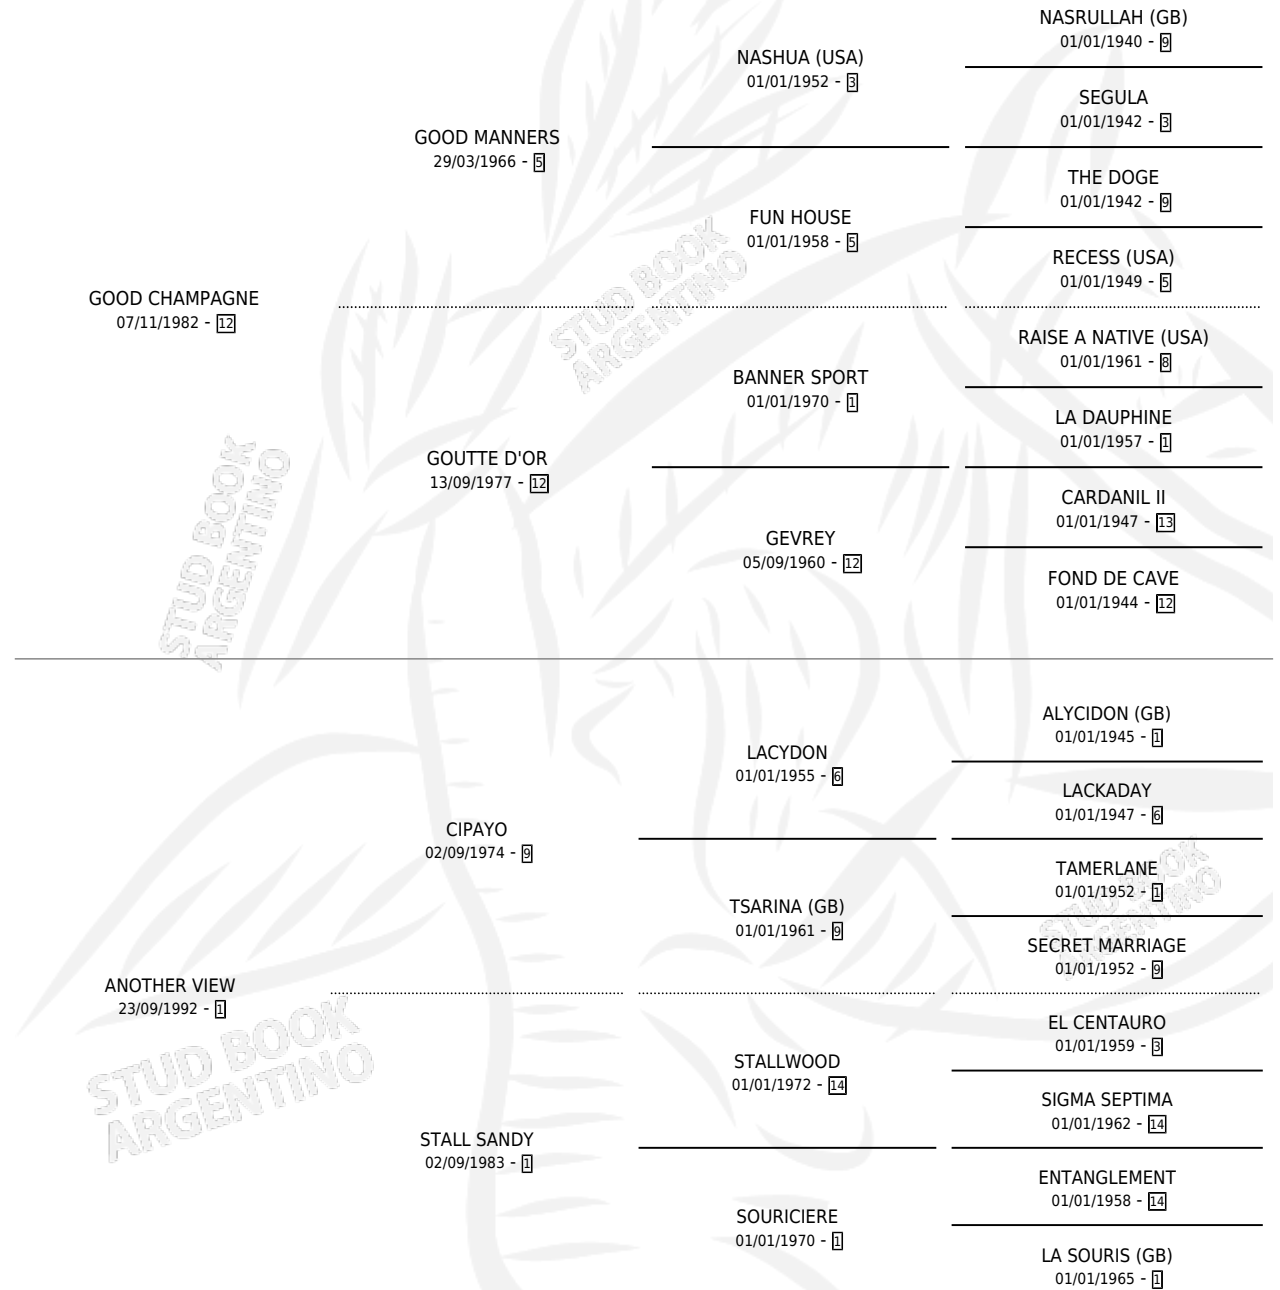 NASRULLAH (GB)
01/01/1940 - 9
NASHUA (USA)
01/01/1952 - 3
SEGULA
01/01/1942 - 3
GOOD MANNERS
29/03/1966 - 5
THE DOGE
01/01/1942 - 9
FUN HOUSE
01/01/1958 - 5
RECESS (USA)
01/01/1949 - 5
GOOD CHAMPAGNE
07/11/1982 - 12
RAISE A NATIVE (USA)
01/01/1961 - 8
BANNER SPORT
01/01/1970 - 1
LA DAUPHINE
01/01/1957 - 1
GOUTTE D'OR
13/09/1977 - 12
CARDANIL II
01/01/1947 - 13
GEVREY
05/09/1960 - 12
FOND DE CAVE
01/01/1944 - 12
STUD BOOK
ARGENTINO
STUD BOOK
ARGENTINO
ALYCIDON (GB)
01/01/1945 - 1
LACYDON
01/01/1955 - 6
LACKADAY
01/01/1947 - 6
CIPAYO
02/09/1974 - 9
TAMERLANE
01/01/1952 - 1
TSARINA (GB)
01/01/1961 - 9
SECRET MARRIAGE
01/01/1952 - 9
ANOTHER VIEW
23/09/1992 - 1
EL CENTAURO
01/01/1959 - 3
STALLWOOD
01/01/1972 - 14
SIGMA SEPTIMA
01/01/1962 - 14
STALL SANDY
02/09/1983 - 1
ENTANGLEMENT
01/01/1958 - 14
SOURICIERE
01/01/1970 - 1
LA SOURIS (GB)
01/01/1965 - 1
STUD BOOK
ARGENTINO
STUD BOOK
ARGENTINO